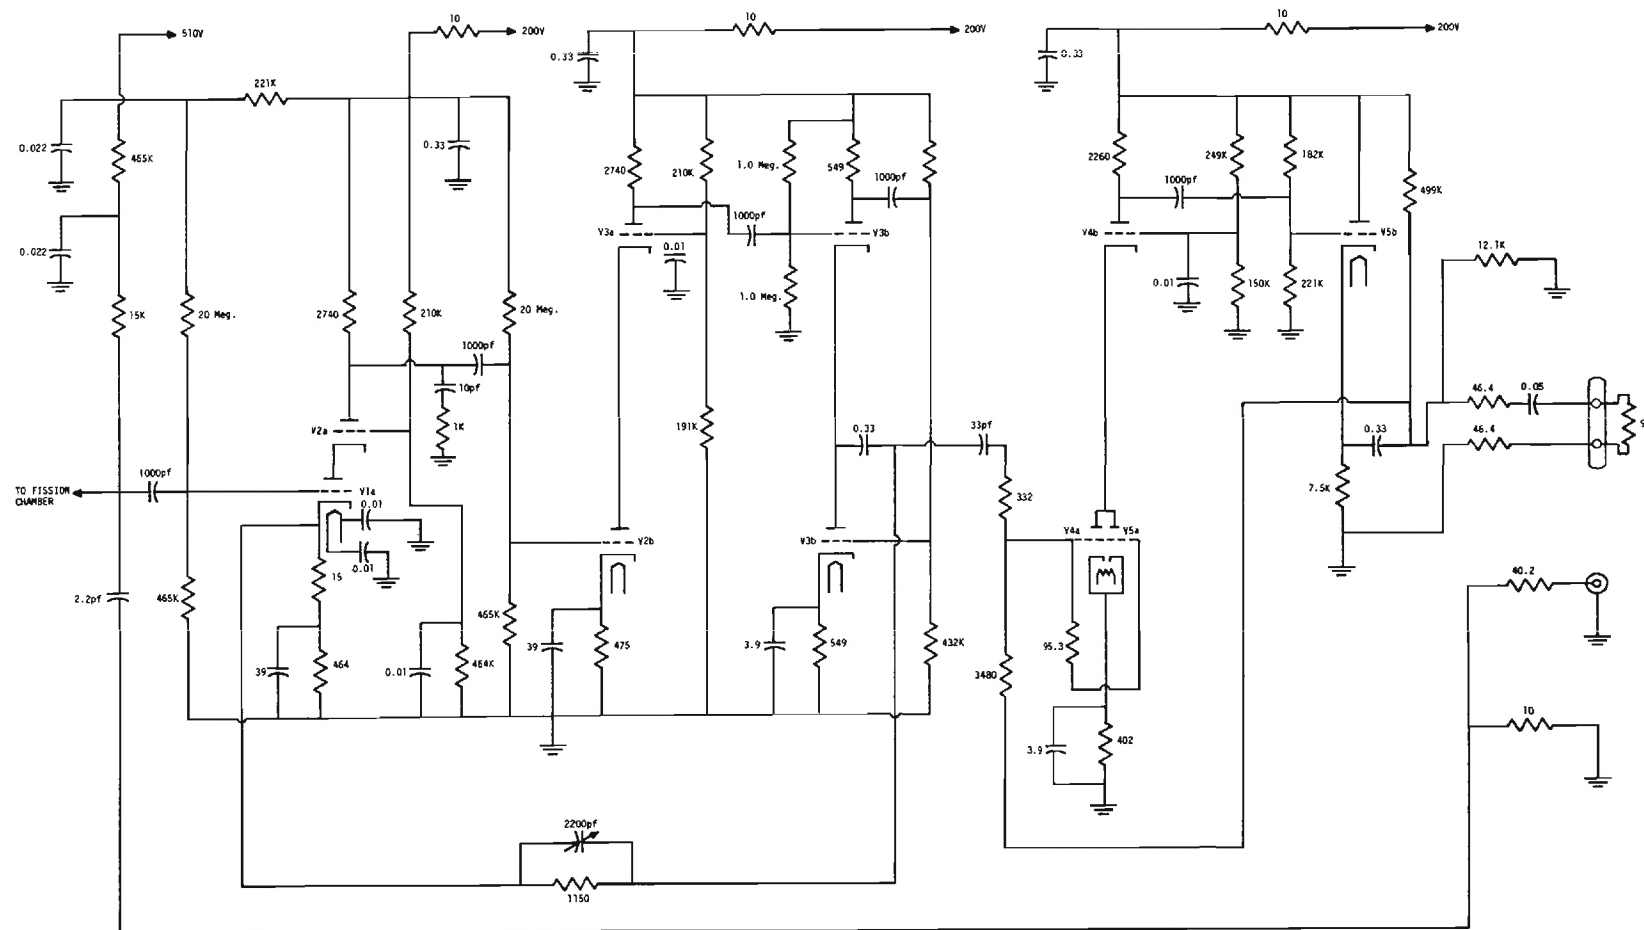 510V
10
200V
10
200V
10
200V
0.022
465K
221K
0.33
0.33
0.33
0.022
15K
20 Meg.
2740
210K
20 Meg.
1000pf
10pf
1K
V2a
TO FISSION
CHAMBER
1000pf
V1a
0.01
0.01
15
2.2pf
465K
39
464
0.01
464K
465K
2740
210K
1.0 Meg.
549
1000pf
V3a
0.01
1000pf
V3b
1.0 Meg.
191K
V2b
39
475
0.33
33pf
V3b
3.9
549
432K
332
3480
2260
249K
182K
499K
1000pf
V4b
0.01
150K
221K
V5b
12.1K
46.4
0.05
0.33
46.4
9
7.5K
V4a
V5a
95.3
3.9
402
40.2
10
2200pf
1150